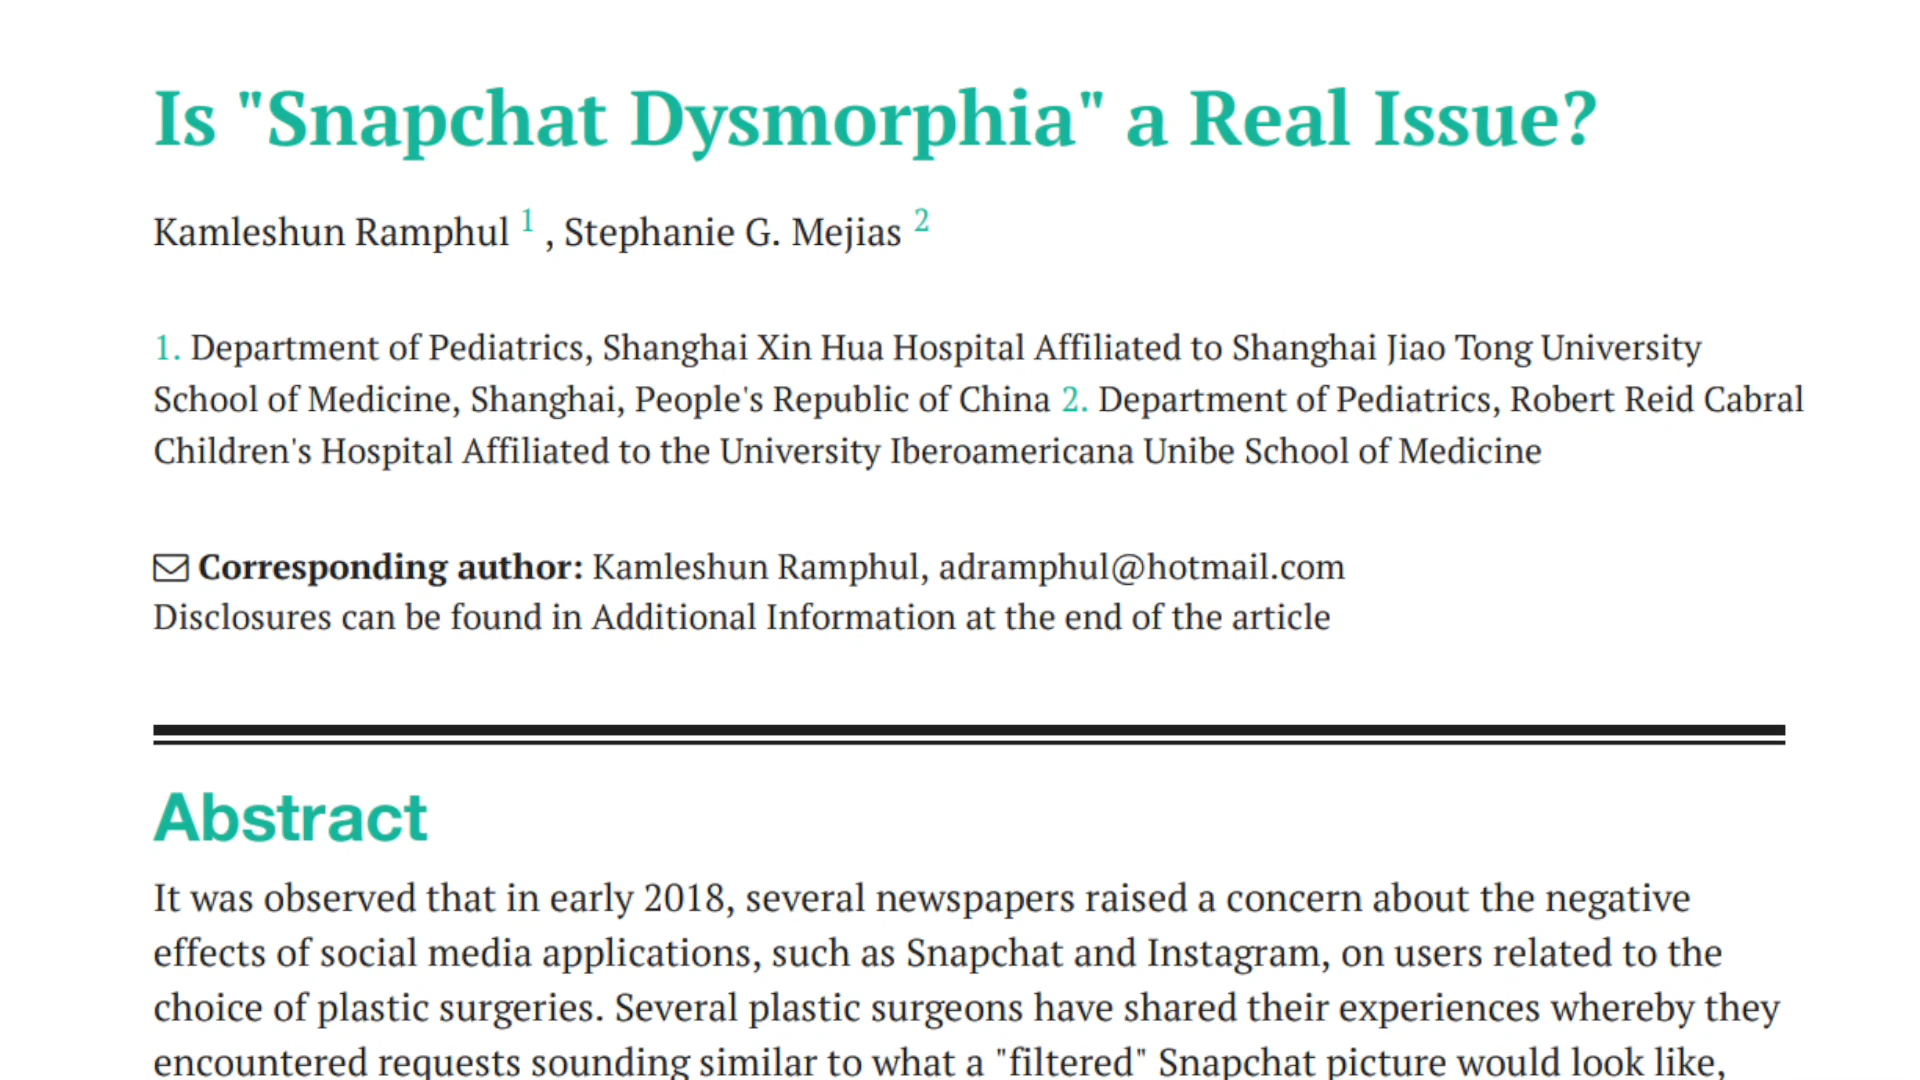 Is "Snapchat Dysmorphia" a Real Issue?
Kamleshun Ramphul 1 , Stephanie G. Mejias 2
1. Department of Pediatrics, Shanghai Xin Hua Hospital Affiliated to Shanghai Jiao Tong University
School of Medicine, Shanghai, People's Republic of China 2. Department of Pediatrics, Robert Reid Cabral
Children's Hospital Affiliated to the University Iberoamericana Unibe School of Medicine
Corresponding author: Kamleshun Ramphul, adramphul@hotmail.com
Disclosures can be found in Additional Information at the end of the article
Abstract
It was observed that in early 2018, several newspapers raised a concern about the negative
effects of social media applications, such as Snapchat and Instagram, on users related to the
choice of plastic surgeries. Several plastic surgeons have shared their experiences whereby they
encountered requests sounding similar to what a "filtered" Snapchat picture would look like,